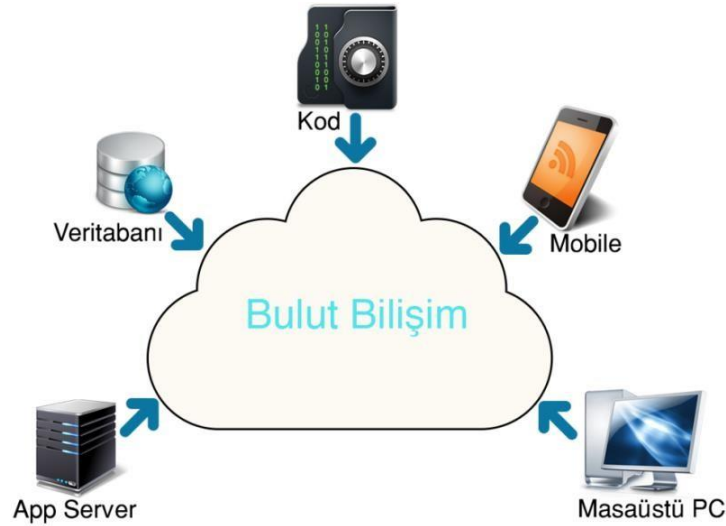 Kod
Veritabanı
Mobile
Bulut Bilişim
App Server
Masaüstü PC